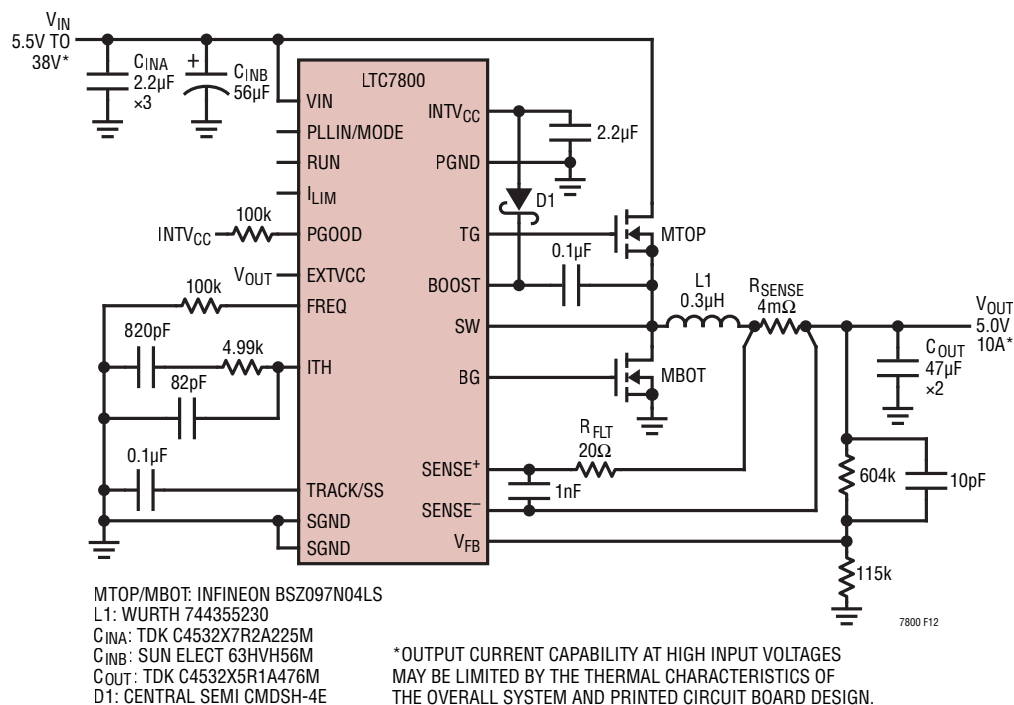 VIN
5.5V TO
38V*
CINA
2.2µF
×3
+
CINB
56µF
LTC7800
VIN
PLLIN/MODE
RUN
ILIM
INTVCC
100k
PGOOD
VOUT
EXTVCC
100k
FREQ
820pF
4.99k
ITH
82pF
0.1µF
TRACK/SS
SGND
SGND
INTVCC
2.2µF
PGND
D1
TG
MTOP
0.1µF
BOOST
SW
L1
0.3µH
RSENSE
4mΩ
VOUT
5.0V
10A*
COUT
47µF
×2
BG
MBOT
RFLT
20Ω
SENSE+
1nF
SENSE–
VFB
604k
10pF
115k
7800 F12
MTOP/MBOT: INFINEON BSZ097N04LS
L1: WURTH 744355230
CINA: TDK C4532X7R2A225M
CINB: SUN ELECT 63HVH56M
COUT: TDK C4532X5R1A476M
D1: CENTRAL SEMI CMDSH-4E
*OUTPUT CURRENT CAPABILITY AT HIGH INPUT VOLTAGES
MAY BE LIMITED BY THE THERMAL CHARACTERISTICS OF
THE OVERALL SYSTEM AND PRINTED CIRCUIT BOARD DESIGN.